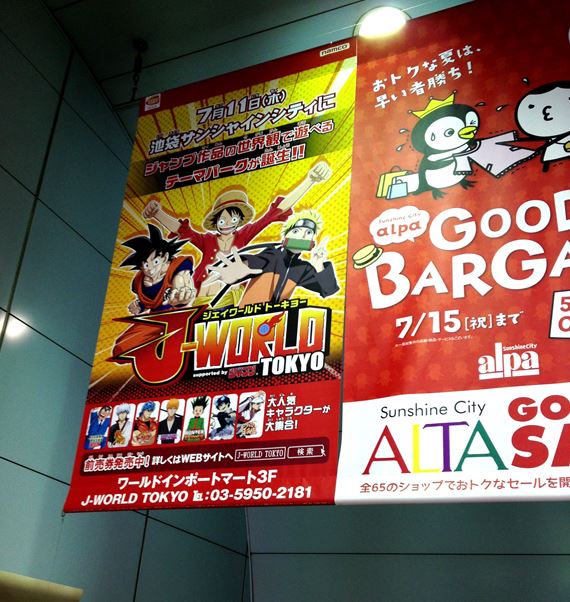 namco
7月11日(木)
池袋サンシャインシティに
ジャンプ作品の世界観で遊べる
テーマパークが誕生!!
ジェイワールド トーキョー
J-WORLD
TOKYO
supported by
大人気
キャラクターが
大集合!
前売券発売中! 詳しくはWEBサイトへ J-WORLD TOKYO 検索
ワールドインポートマート3F
J-WORLD TOKYO TEL:03-5950-2181
おトクな夏は、
早い者勝ち!
Sunshine City
alpa
GOOD
BARGA
7/15[祝]まで
SunshineCity
alpa
Sunshine City
ALTA
GO
SA
全65のショップでおトクなセールを開